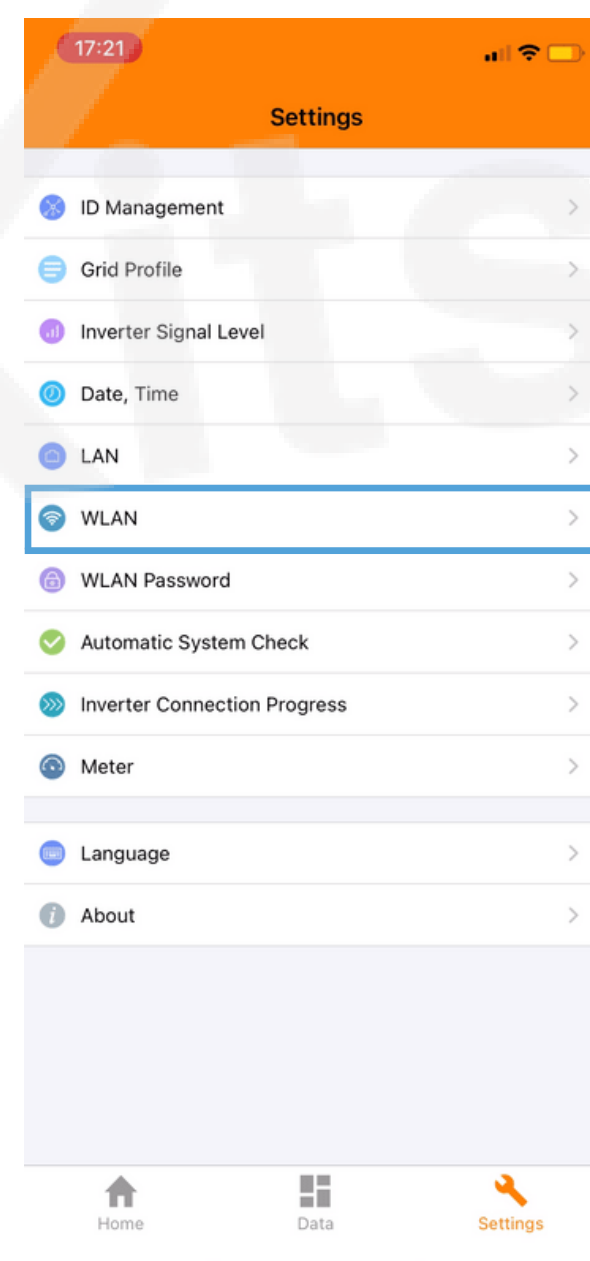 17:21
Settings
ID Management
Grid Profile
Inverter Signal Level
Date, Time
LAN
WLAN
WLAN Password
Automatic System Check
Inverter Connection Progress
Meter
Language
About
Home
Data
Settings
kits